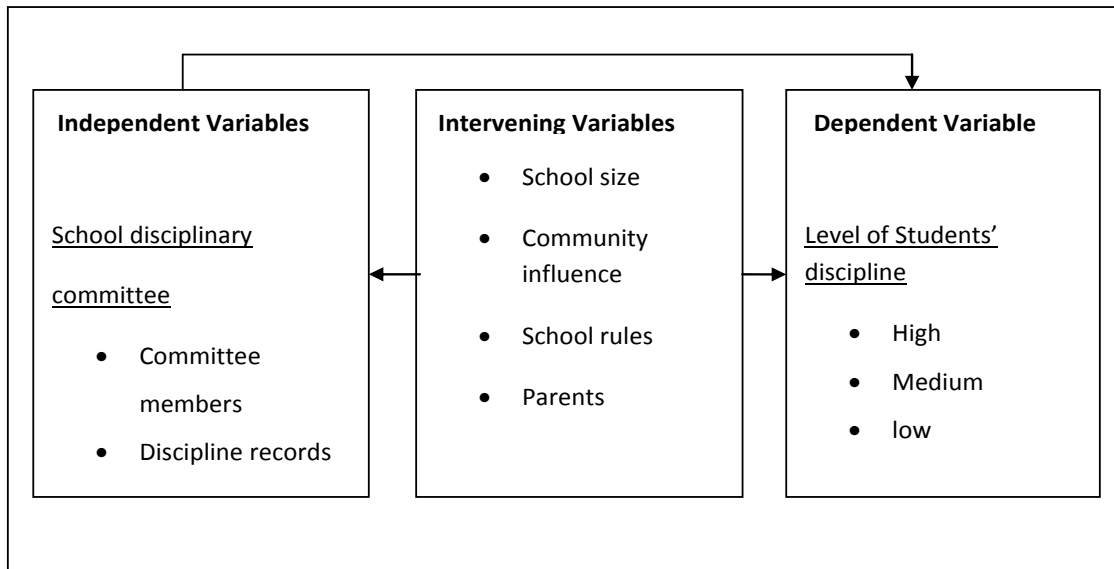 Independent Variables
School disciplinary
committee
• Committee
members
• Discipline records
Intervening Variables
• School size
• Community
influence
• School rules
• Parents
Dependent Variable
Level of Students’
discipline
• High
• Medium
• low